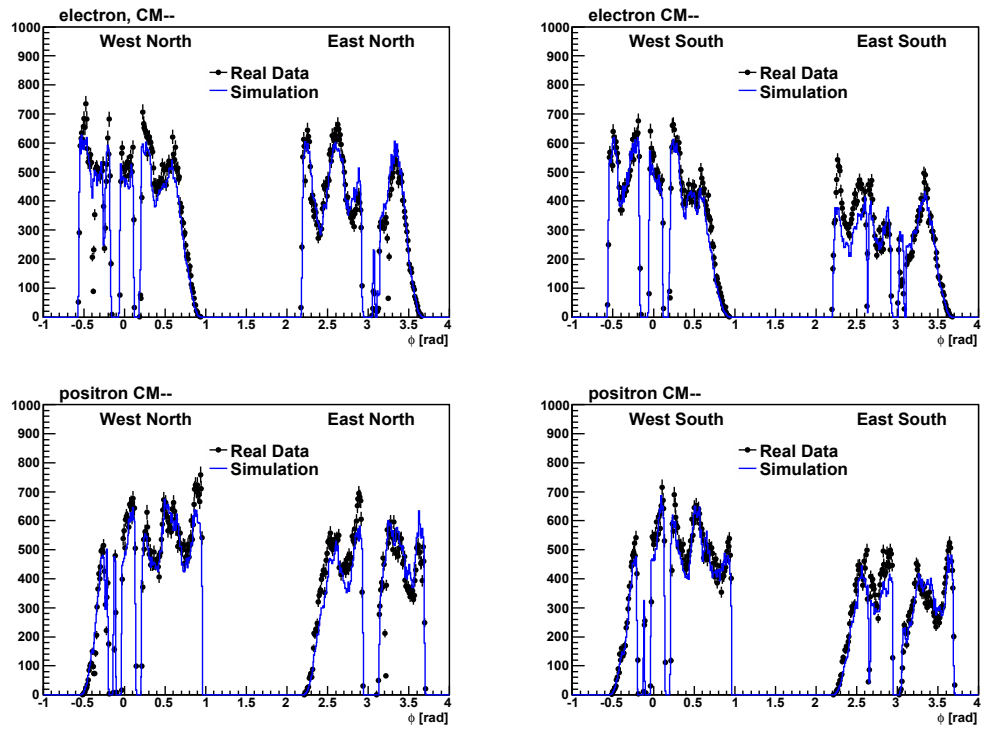 electron, CM--
West North East North
Real Data
Simulation
1000
900
800
700
600
500
400
300
200
100
0
-1 -0.5 0 0.5 1 1.5 2 2.5 3 3.5 4
ϕ [rad]
electron CM--
West South East South
Real Data
Simulation
1000
900
800
700
600
500
400
300
200
100
0
-1 -0.5 0 0.5 1 1.5 2 2.5 3 3.5 4
ϕ [rad]
positron CM--
West North East North
Real Data
Simulation
1000
900
800
700
600
500
400
300
200
100
0
-1 -0.5 0 0.5 1 1.5 2 2.5 3 3.5 4
ϕ [rad]
positron CM--
West South East South
Real Data
Simulation
1000
900
800
700
600
500
400
300
200
100
0
-1 -0.5 0 0.5 1 1.5 2 2.5 3 3.5 4
ϕ [rad]